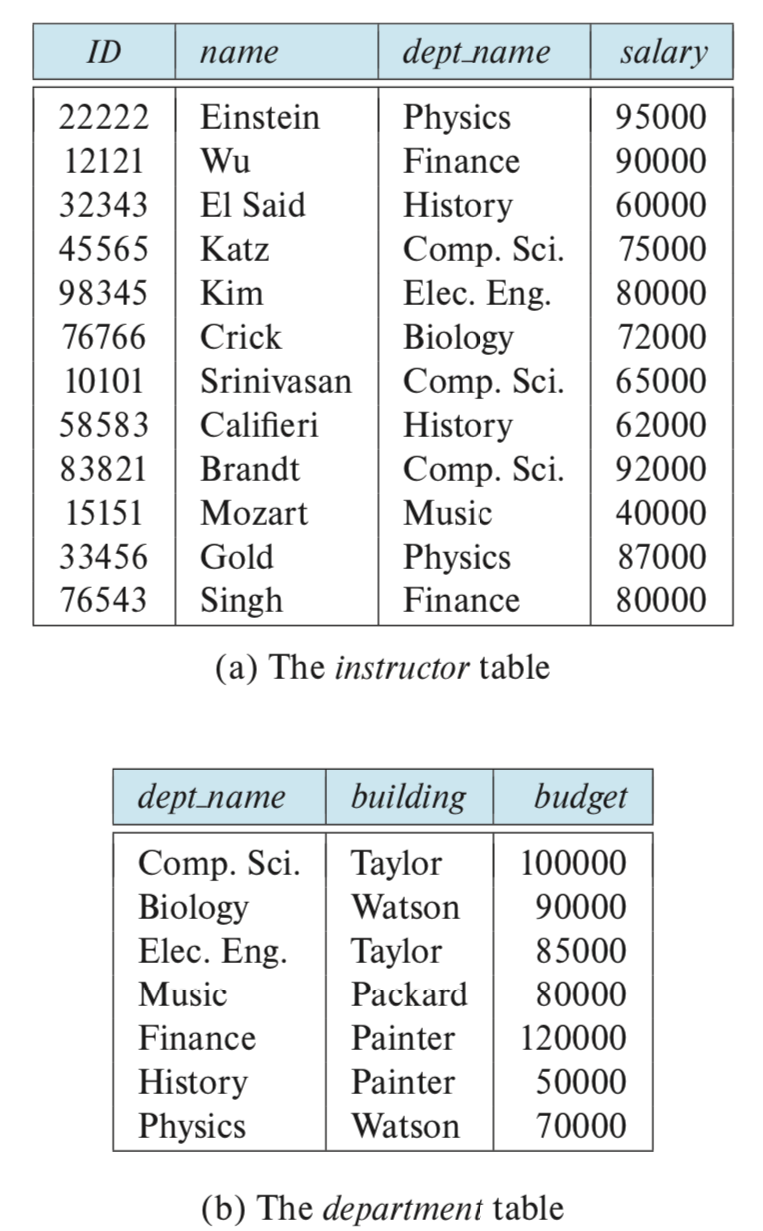 ID name dept_name salary
22222 Einstein Physics 95000
12121 Wu Finance 90000
32343 El Said History 60000
45565 Katz Comp. Sci. 75000
98345 Kim Elec. Eng. 80000
76766 Crick Biology 72000
10101 Srinivasan Comp. Sci. 65000
58583 Califieri History 62000
83821 Brandt Comp. Sci. 92000
15151 Mozart Music 40000
33456 Gold Physics 87000
76543 Singh Finance 80000
(a) The instructor table
dept_name building budget
Comp. Sci. Taylor 100000
Biology Watson 90000
Elec. Eng. Taylor 85000
Music Packard 80000
Finance Painter 120000
History Painter 50000
Physics Watson 70000
(b) The department table